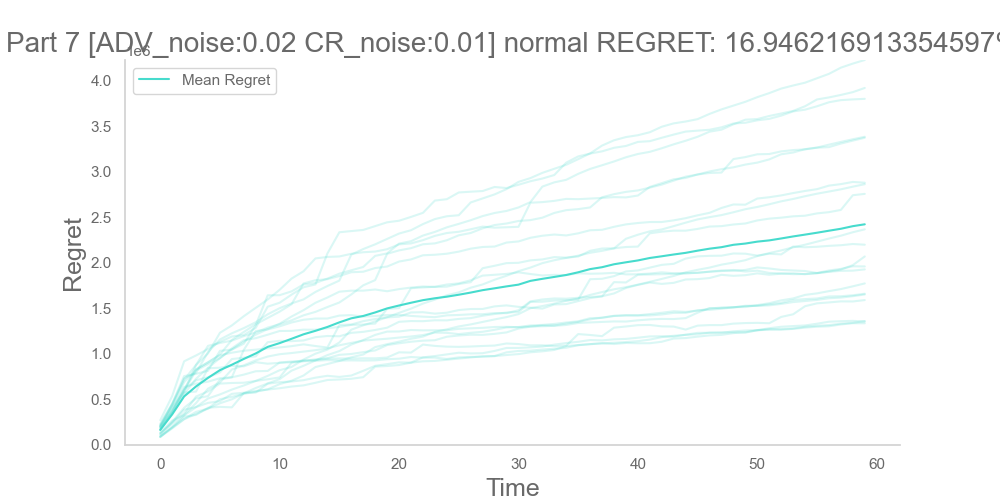 Part 7 [ADV_noise:0.02 CR_noise:0.01] normal REGRET: 16.946216913354597%
1e6
Mean Regret
4.0
3.5
3.0
2.5
2.0
1.5
1.0
0.5
0.0
Regret
0 10 20 30 40 50 60
Time